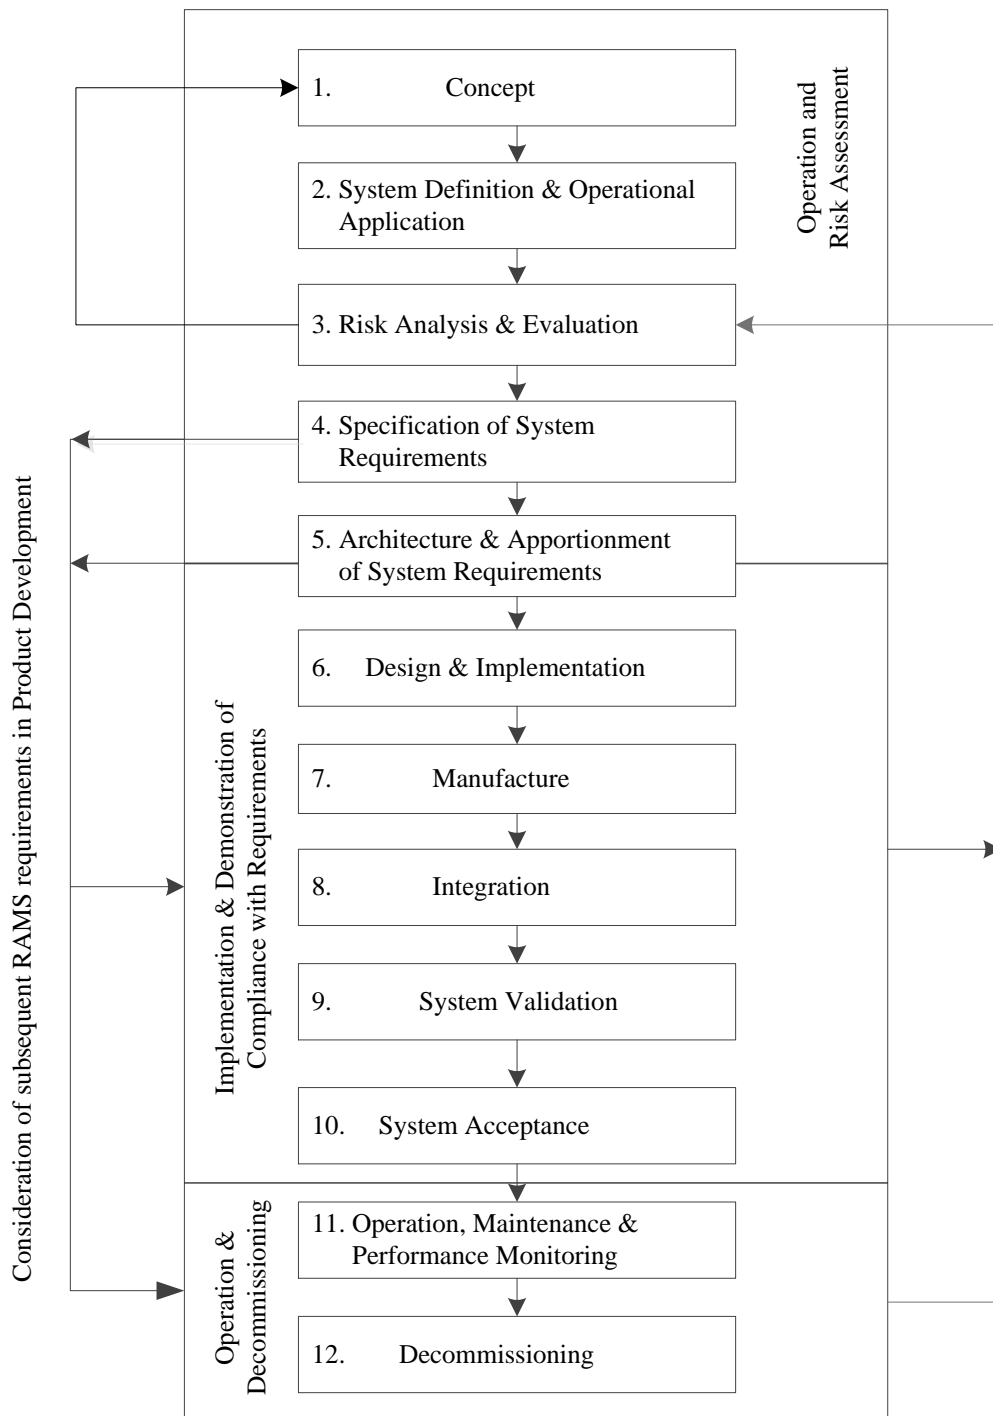 1. Concept
Operation and
Risk Assessment
2. System Definition & Operational
Application
3. Risk Analysis & Evaluation
4. Specification of System
Requirements
5. Architecture & Apportionment
of System Requirements
Consideration of subsequent RAMS requirements in Product Development
6. Design & Implementation
Implementation & Demonstration of
Compliance with Requirements
7. Manufacture
8. Integration
9. System Validation
10. System Acceptance
Operation &
Decommissioning
11. Operation, Maintenance &
Performance Monitoring
12. Decommissioning